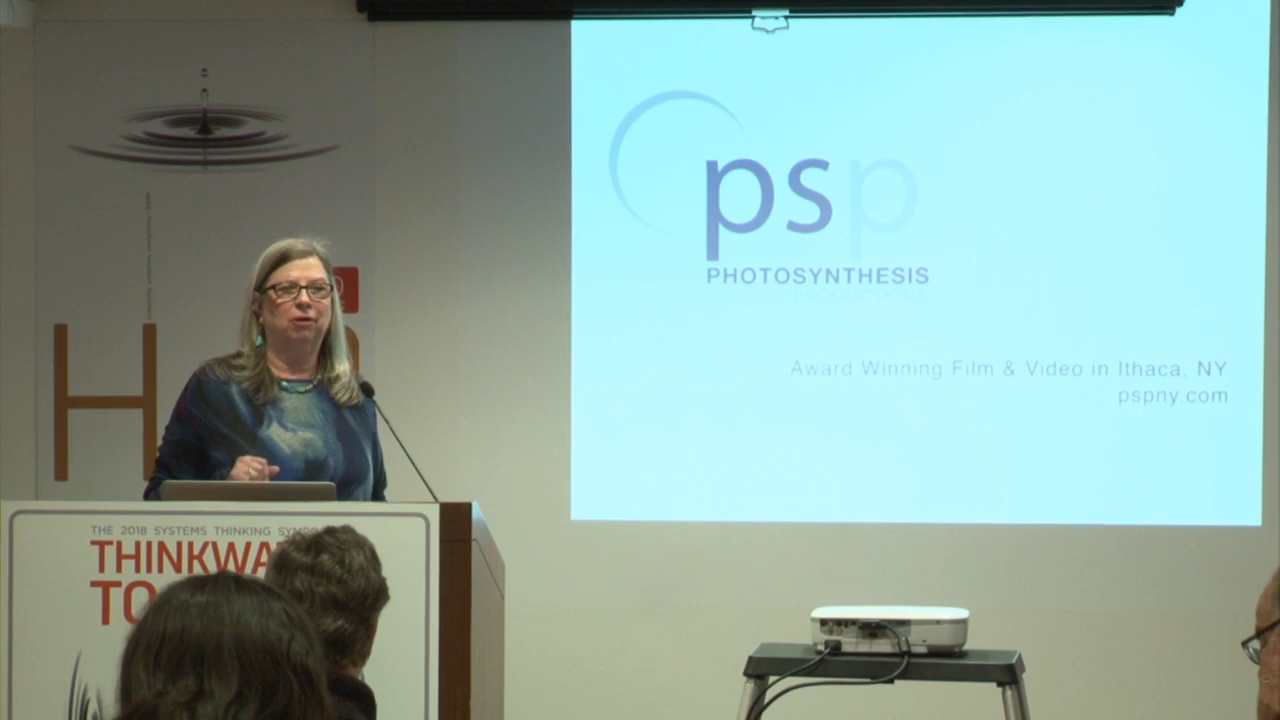 psp
PHOTOSYNTHESIS
Award Winning Film & Video in Ithaca, NY
pspny.com
H
THE 2018 SYSTEMS THINKING
THINKWA
TO